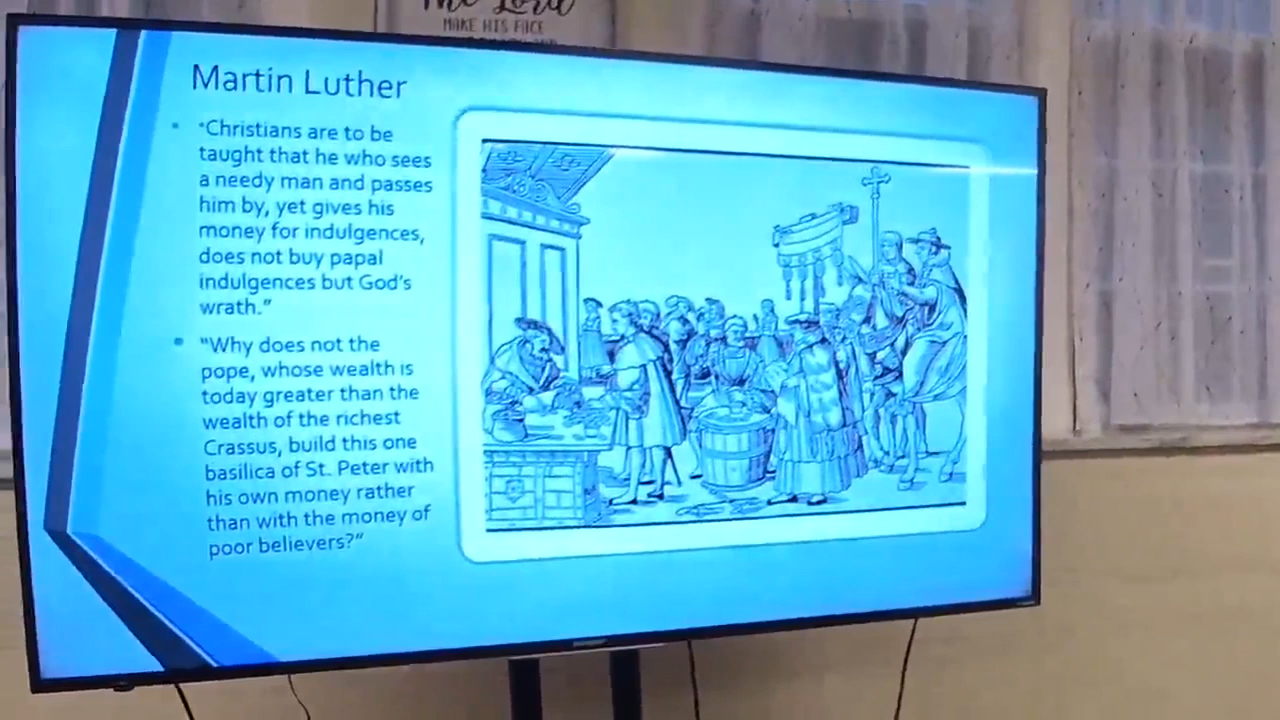 The Lord
MAKE HIS FACE
Martin Luther
"Christians are to be
taught that he who sees
a needy man and passes
him by, yet gives his
money for indulgences,
does not buy papal
indulgences but God's
wrath."
"Why does not the
pope, whose wealth is
today greater than the
wealth of the richest
Crassus, build this one
basilica of St. Peter with
his own money rather
than with the money of
poor believers?"